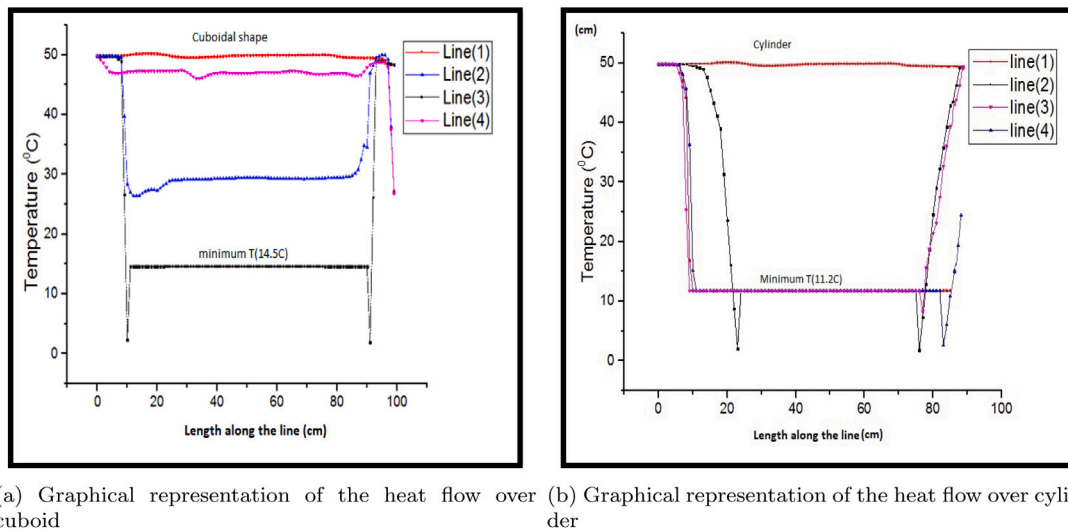 Cuboidal shape
Line(1)
Line(2)
Line(3)
Line(4)
minimum T(14.5C)
Temperature (⁰C)
60
50
40
30
20
10
0
0 20 40 60 80 100
Length along the line (cm)
(cm)
Cylinder
line(1)
line(2)
line(3)
line(4)
Minimum T(11.2C)
Temperature (⁰C)
60
50
40
30
20
10
0
0 20 40 60 80 100
Length along the line (cm)
(a) Graphical representation of the heat flow over
cuboid
(b) Graphical representation of the heat flow over cylin
der